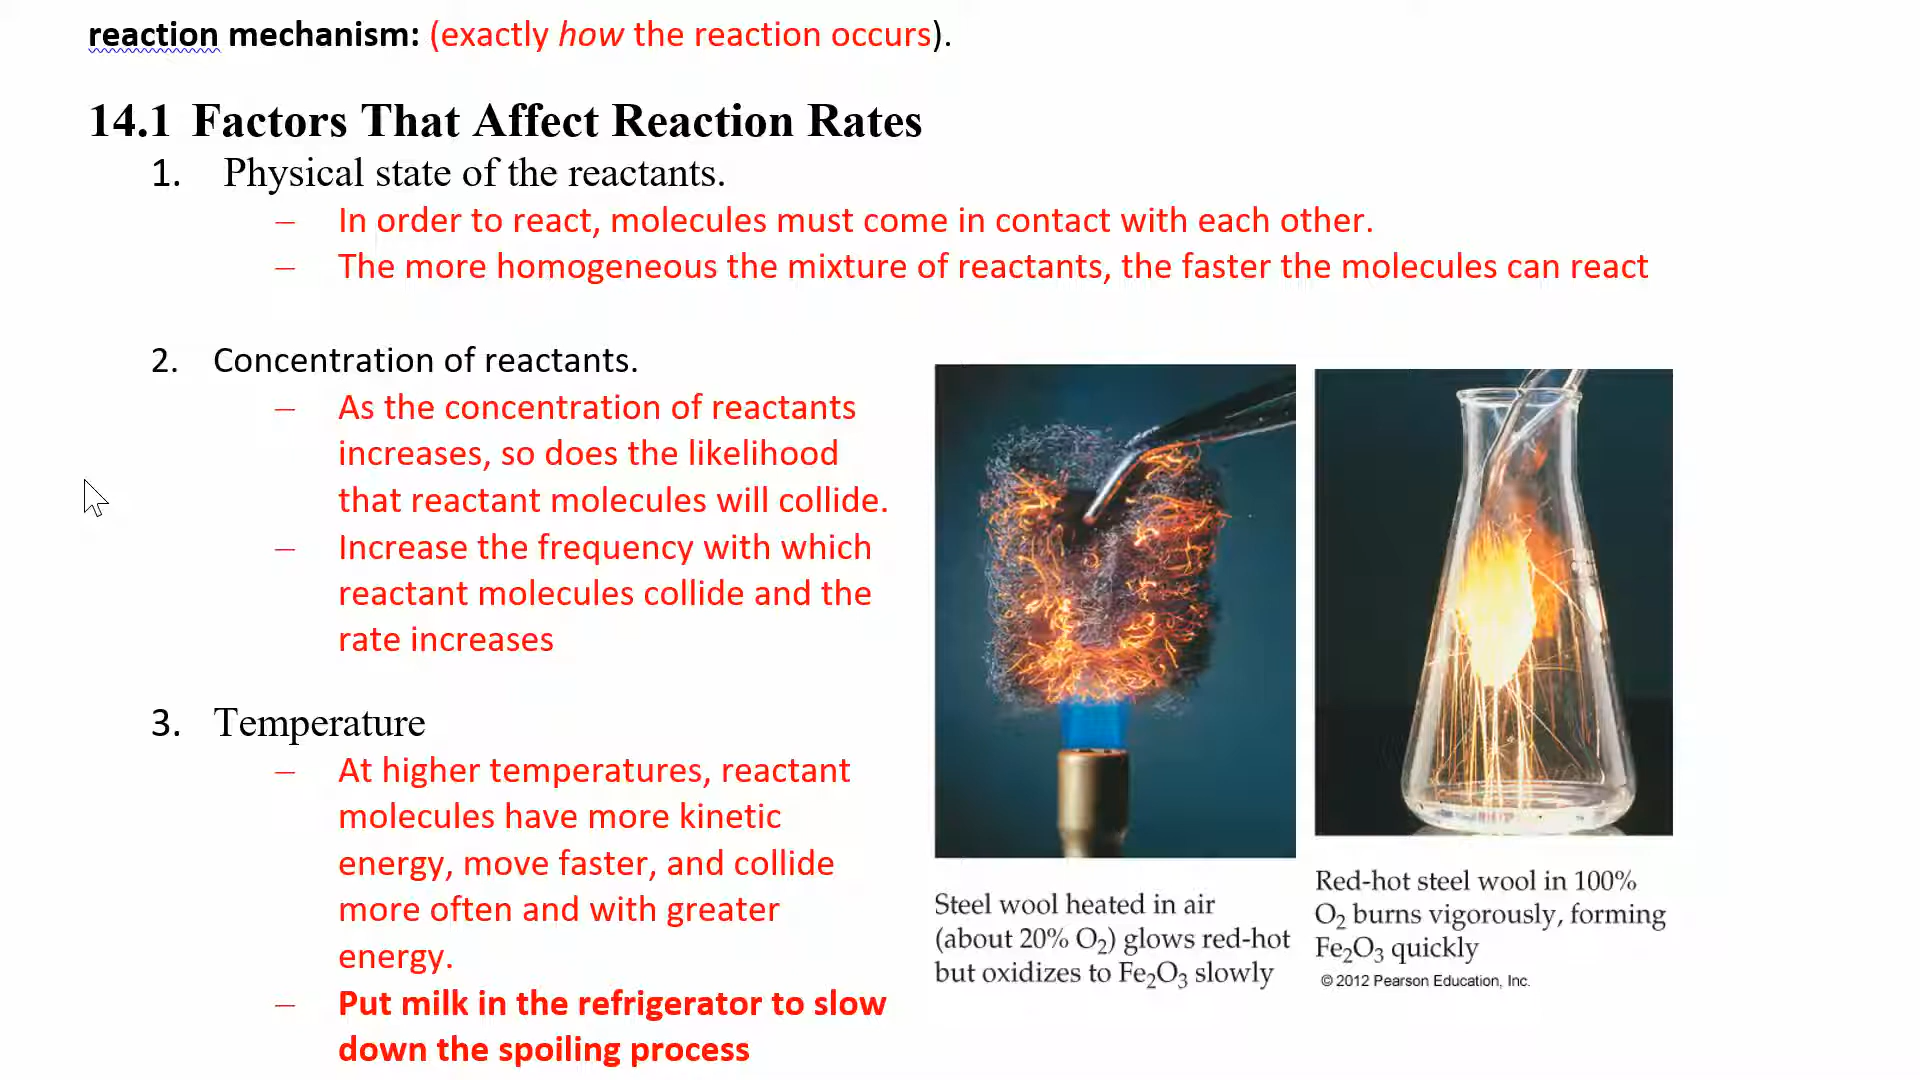 reaction mechanism: (exactly how the reaction occurs).
14.1 Factors That Affect Reaction Rates
1. Physical state of the reactants.
– In order to react, molecules must come in contact with each other.
– The more homogeneous the mixture of reactants, the faster the molecules can react
2. Concentration of reactants.
– As the concentration of reactants
increases, so does the likelihood
that reactant molecules will collide.
– Increase the frequency with which
reactant molecules collide and the
rate increases
3. Temperature
– At higher temperatures, reactant
molecules have more kinetic
energy, move faster, and collide
more often and with greater
energy.
– Put milk in the refrigerator to slow
down the spoiling process
Steel wool heated in air
(about 20% O₂) glows red-hot
but oxidizes to Fe₂O₃ slowly
Red-hot steel wool in 100%
O₂ burns vigorously, forming
Fe₂O₃ quickly
© 2012 Pearson Education, Inc.